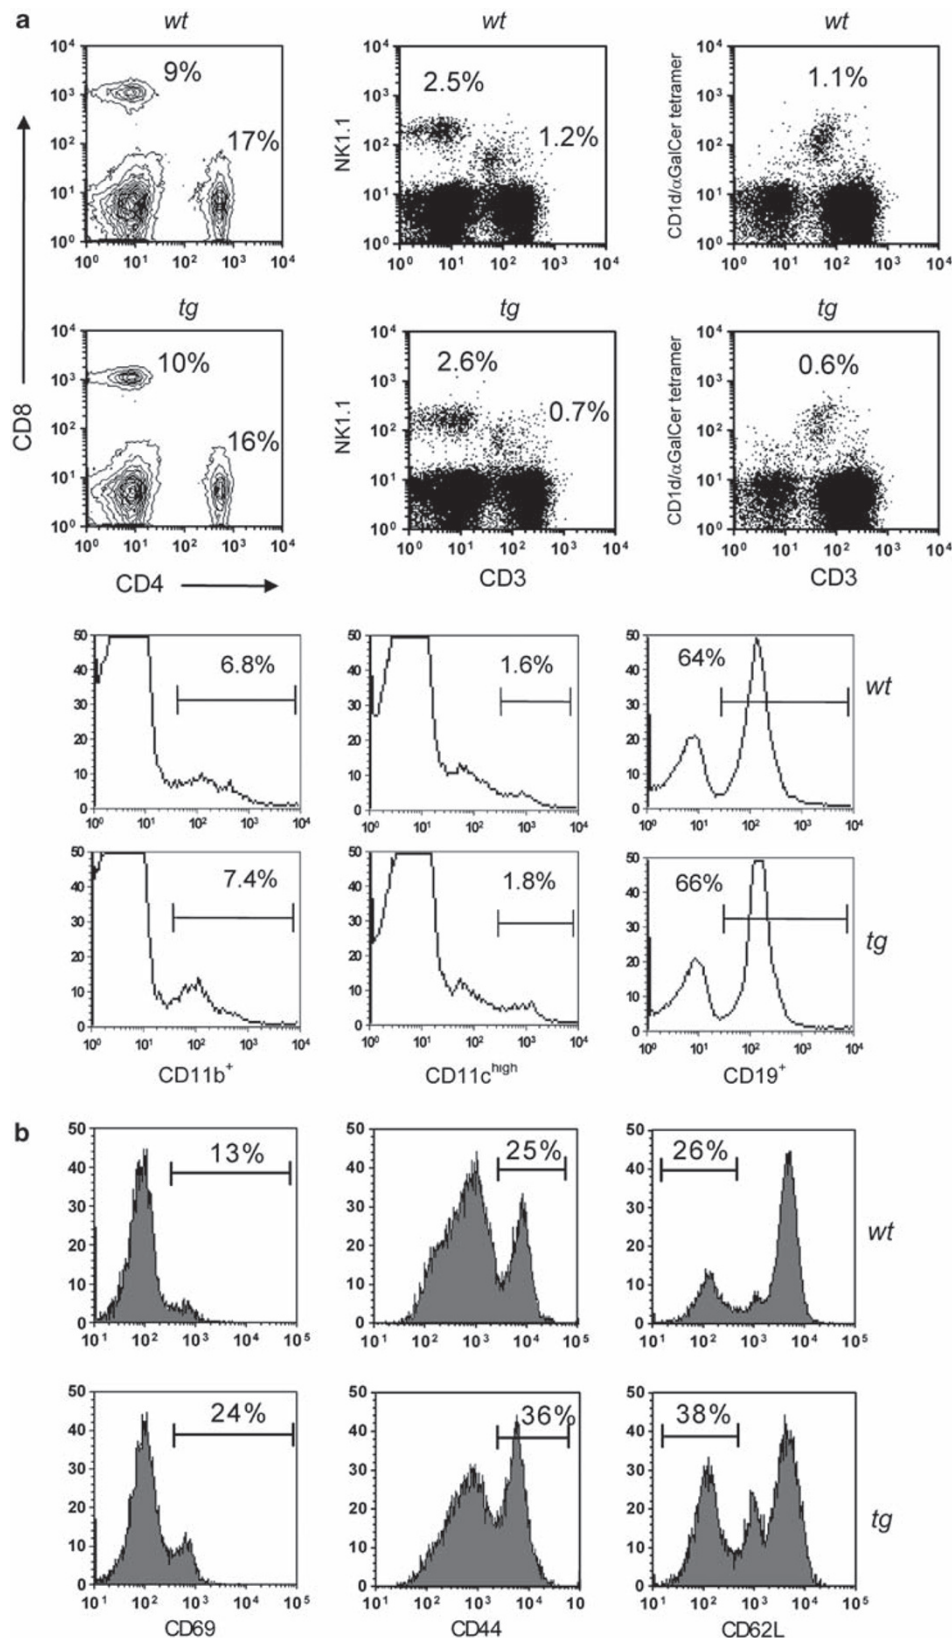 a
wt
wt
wt
10⁴
10³
10²
10¹
10⁰
9%
17%
10⁰ 10¹ 10² 10³ 10⁴
NK1.1
10⁴
10³
10²
10¹
10⁰
2.5%
1.2%
10⁰ 10¹ 10² 10³ 10⁴
CD1d/αGalCer tetramer
10⁴
10³
10²
10¹
10⁰
1.1%
10⁰ 10¹ 10² 10³ 10⁴
CD8
tg
tg
tg
10⁴
10³
10²
10¹
10⁰
10%
16%
10⁰ 10¹ 10² 10³ 10⁴
CD4
NK1.1
10⁴
10³
10²
10¹
10⁰
2.6%
0.7%
10⁰ 10¹ 10² 10³ 10⁴
CD3
CD1d/αGalCer tetramer
10⁴
10³
10²
10¹
10⁰
0.6%
10⁰ 10¹ 10² 10³ 10⁴
CD3
50
40
30
20
10
0
6.8%
10⁰ 10¹ 10² 10³ 10⁴
50
40
30
20
10
0
1.6%
10⁰ 10¹ 10² 10³ 10⁴
50
40
30
20
10
0
64%
10⁰ 10¹ 10² 10³ 10⁴
wt
50
40
30
20
10
0
7.4%
10⁰ 10¹ 10² 10³ 10⁴
CD11b⁺
50
40
30
20
10
0
1.8%
10⁰ 10¹ 10² 10³ 10⁴
CD11cʰⁱᵍʰ
50
40
30
20
10
0
66%
10⁰ 10¹ 10² 10³ 10⁴
CD19⁺
tg
b
50
40
30
20
10
0
13%
10¹ 10² 10³ 10⁴ 10⁵
50
40
30
20
10
0
25%
10¹ 10² 10³ 10⁴ 10⁵
50
40
30
20
10
0
26%
10¹ 10² 10³ 10⁴ 10⁵
wt
50
40
30
20
10
0
24%
10¹ 10² 10³ 10⁴ 10⁵
CD69
50
40
30
20
10
0
36%
10¹ 10² 10³ 10⁴ 10
CD44
50
40
30
20
10
0
38%
10¹ 10² 10³ 10⁴ 10⁵
CD62L
tg